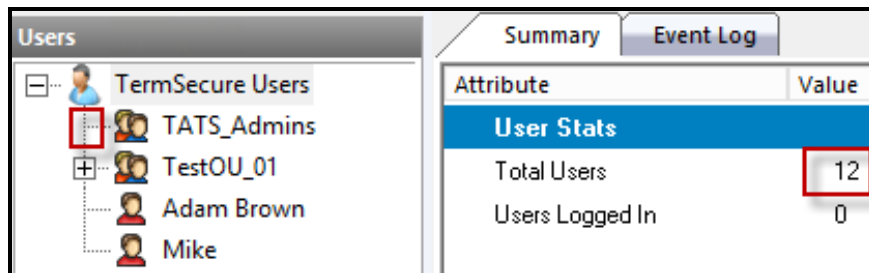 Users
TermSecure Users
TATS_Admins
TestOU_01
Adam Brown
Mike
Summary
Event Log
Attribute Value
User Stats
Total Users 12
Users Logged In 0